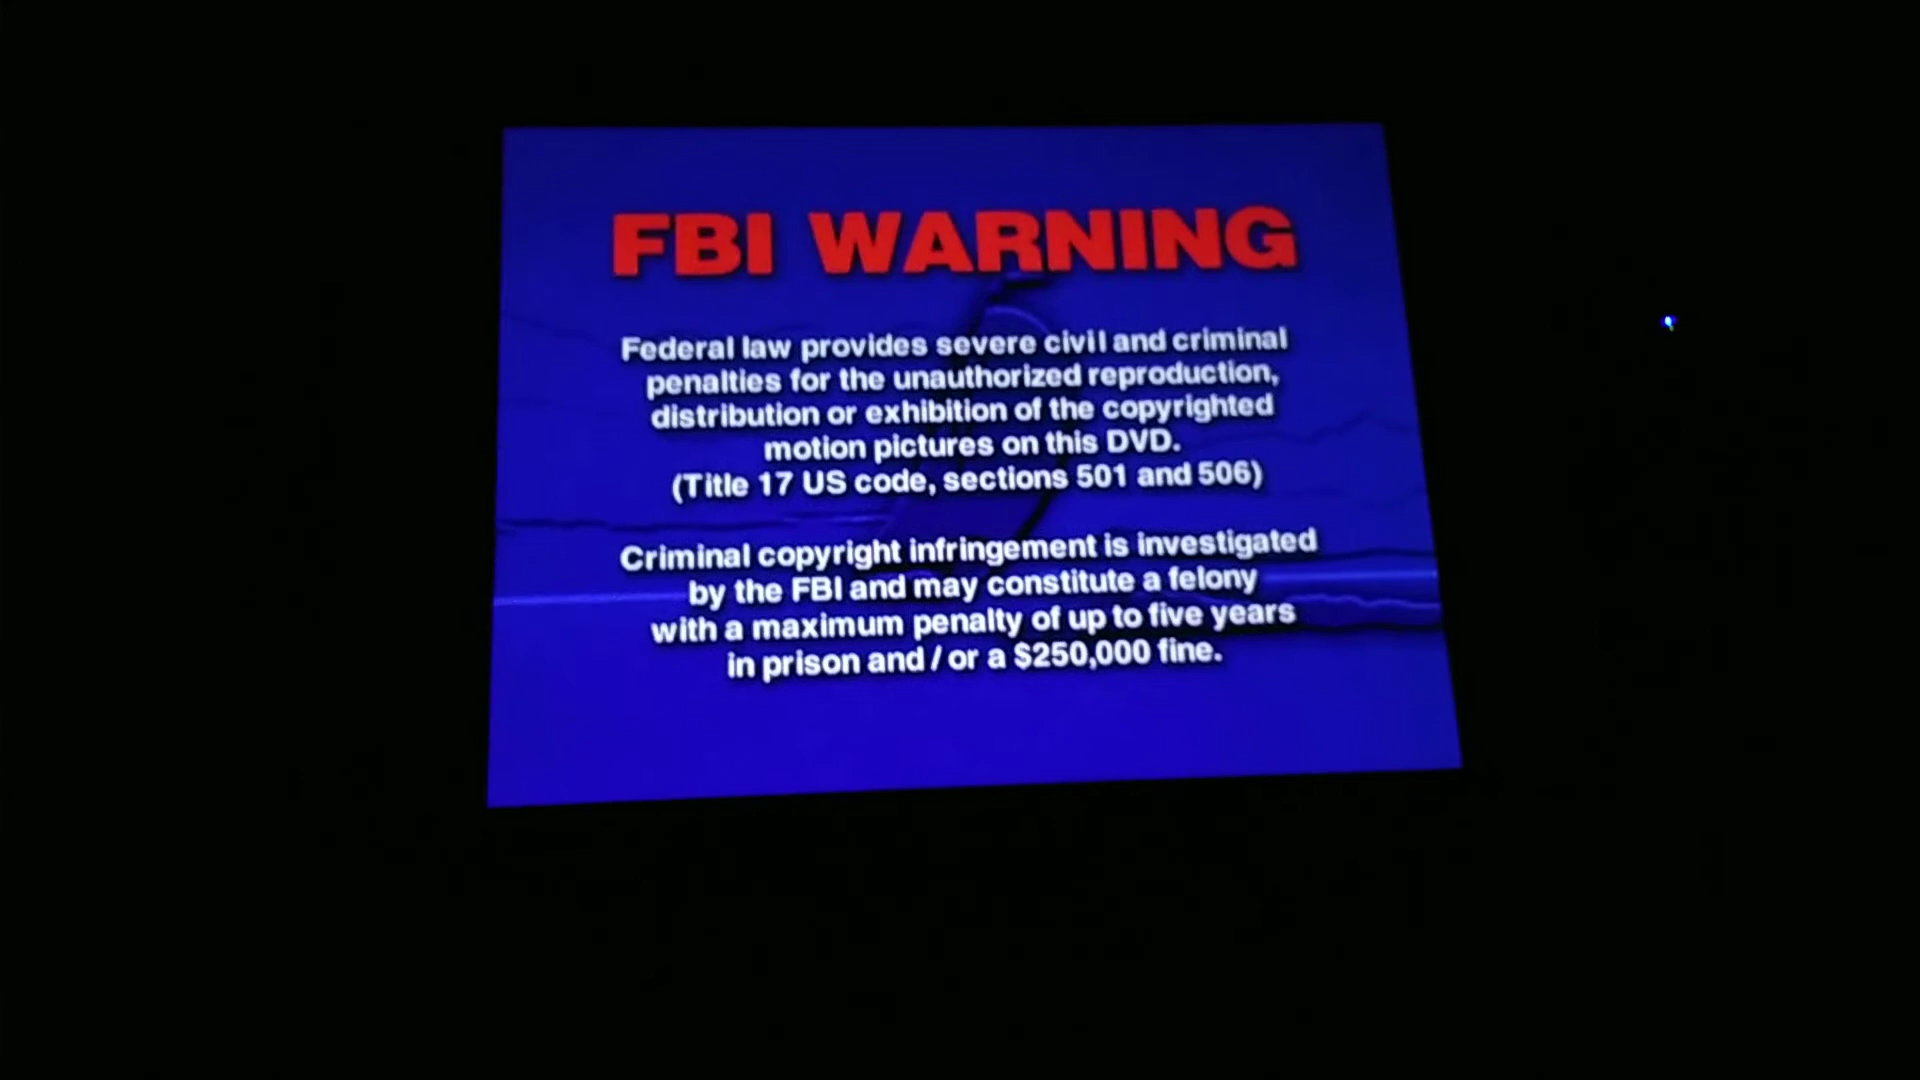 FBI WARNING
Federal law provides severe civil and criminal
penalties for the unauthorized reproduction,
distribution or exhibition of the copyrighted
motion pictures on this DVD.
(Title 17 US code, sections 501 and 506)
Criminal copyright infringement is investigated
by the FBI and may constitute a felony
with a maximum penalty of up to five years
in prison and / or a $250,000 fine.